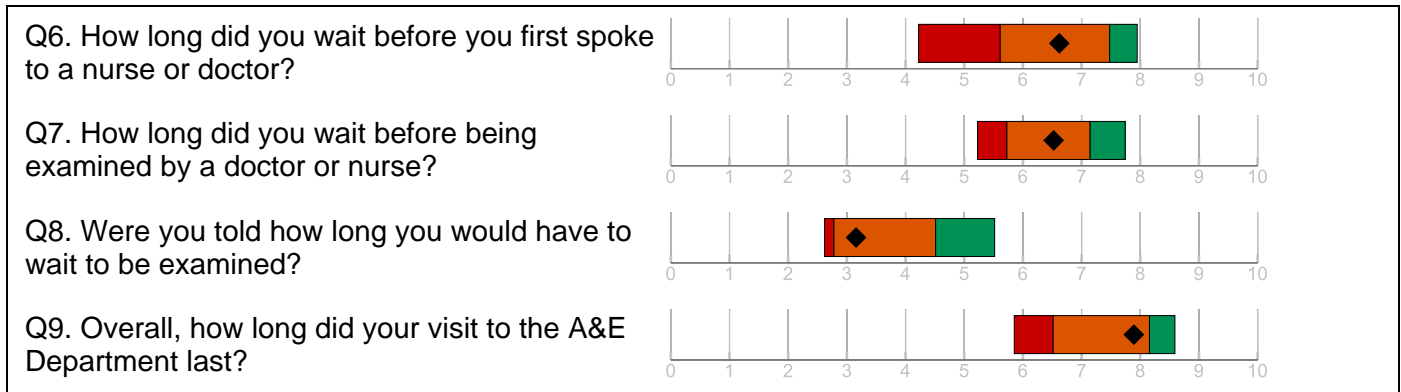 Q6. How long did you wait before you first spoke
to a nurse or doctor?
0 1 2 3 4 5 6 7 8 9 10
Q7. How long did you wait before being
examined by a doctor or nurse?
0 1 2 3 4 5 6 7 8 9 10
Q8. Were you told how long you would have to
wait to be examined?
0 1 2 3 4 5 6 7 8 9 10
Q9. Overall, how long did your visit to the A&E
Department last?
0 1 2 3 4 5 6 7 8 9 10